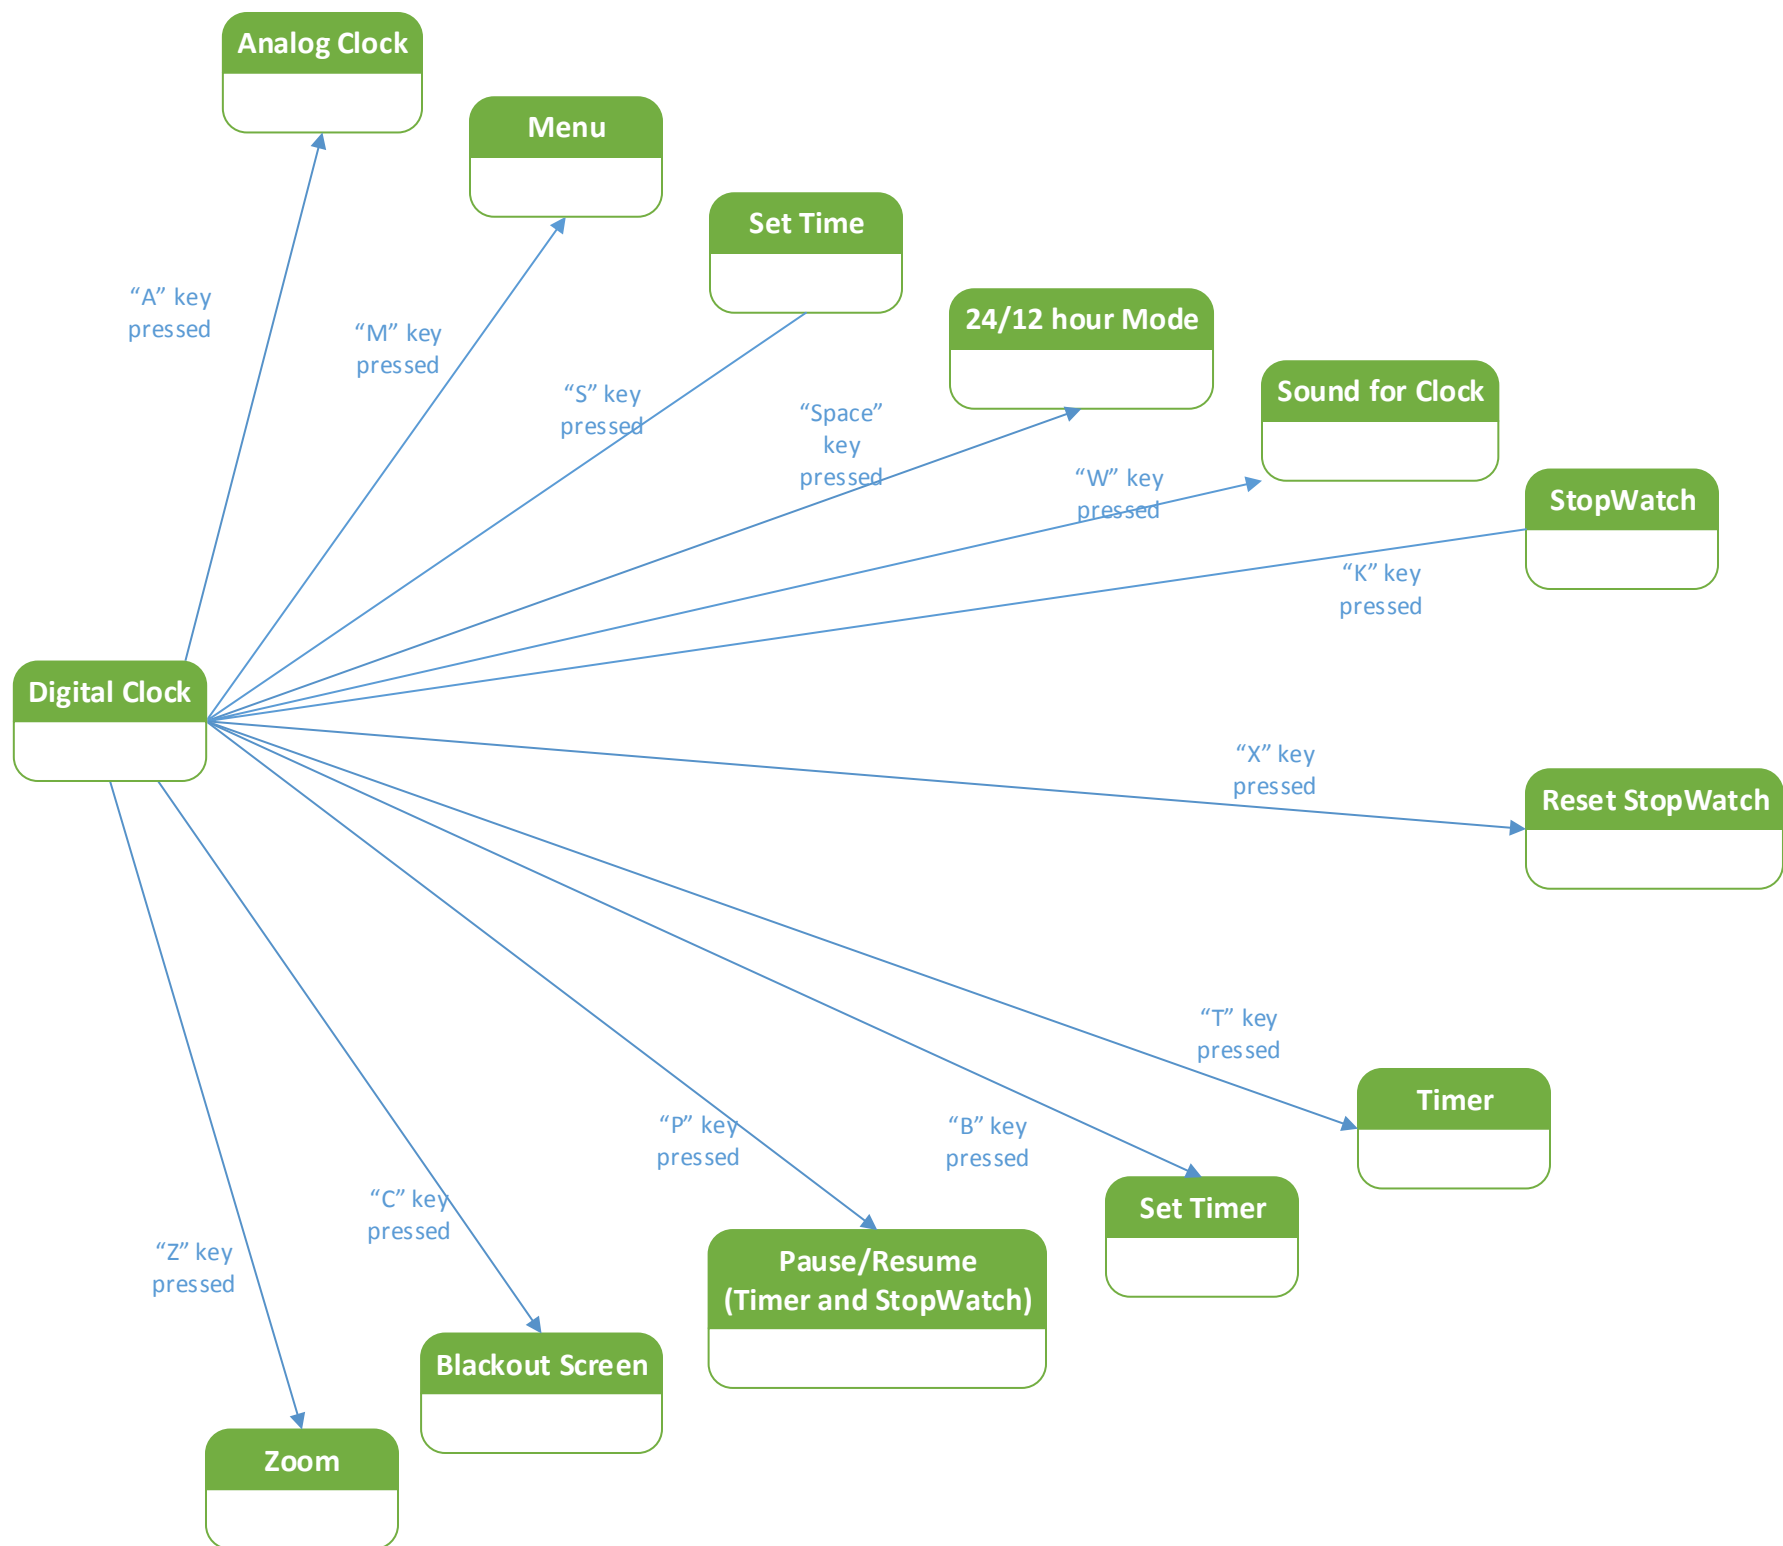 Analog Clock
Menu
Set Time
“A” key
pressed
24/12 hour Mode
“M” key
pressed
Sound for Clock
“S” key
pressed
“Space”
key
pressed
“W” key
pressed
StopWatch
“K” key
pressed
Digital Clock
“X” key
pressed
Reset StopWatch
“T” key
pressed
Timer
“P” key
pressed
“B” key
pressed
Set Timer
“C” key
pressed
“Z” key
pressed
Pause/Resume
(Timer and StopWatch)
Blackout Screen
Zoom